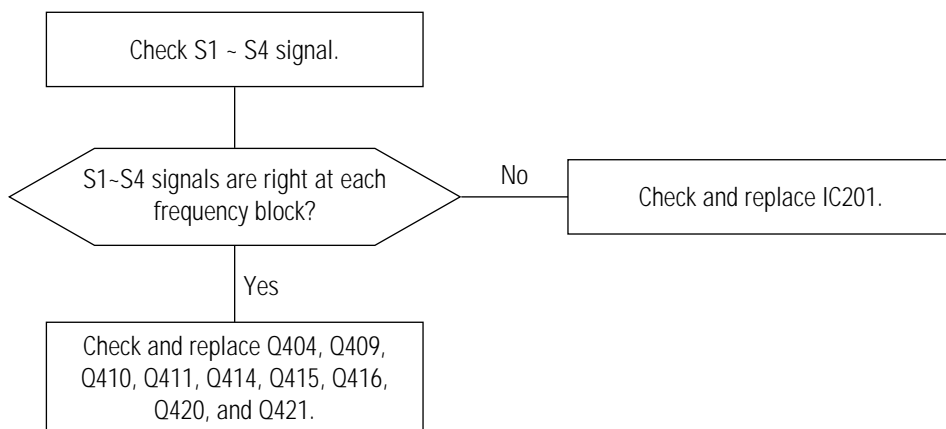 Check S1 ~ S4 signal.
S1~S4 signals are right at each
frequency block?
No
Check and replace IC201.
Yes
Check and replace Q404, Q409,
Q410, Q411, Q414, Q415, Q416,
Q420, and Q421.